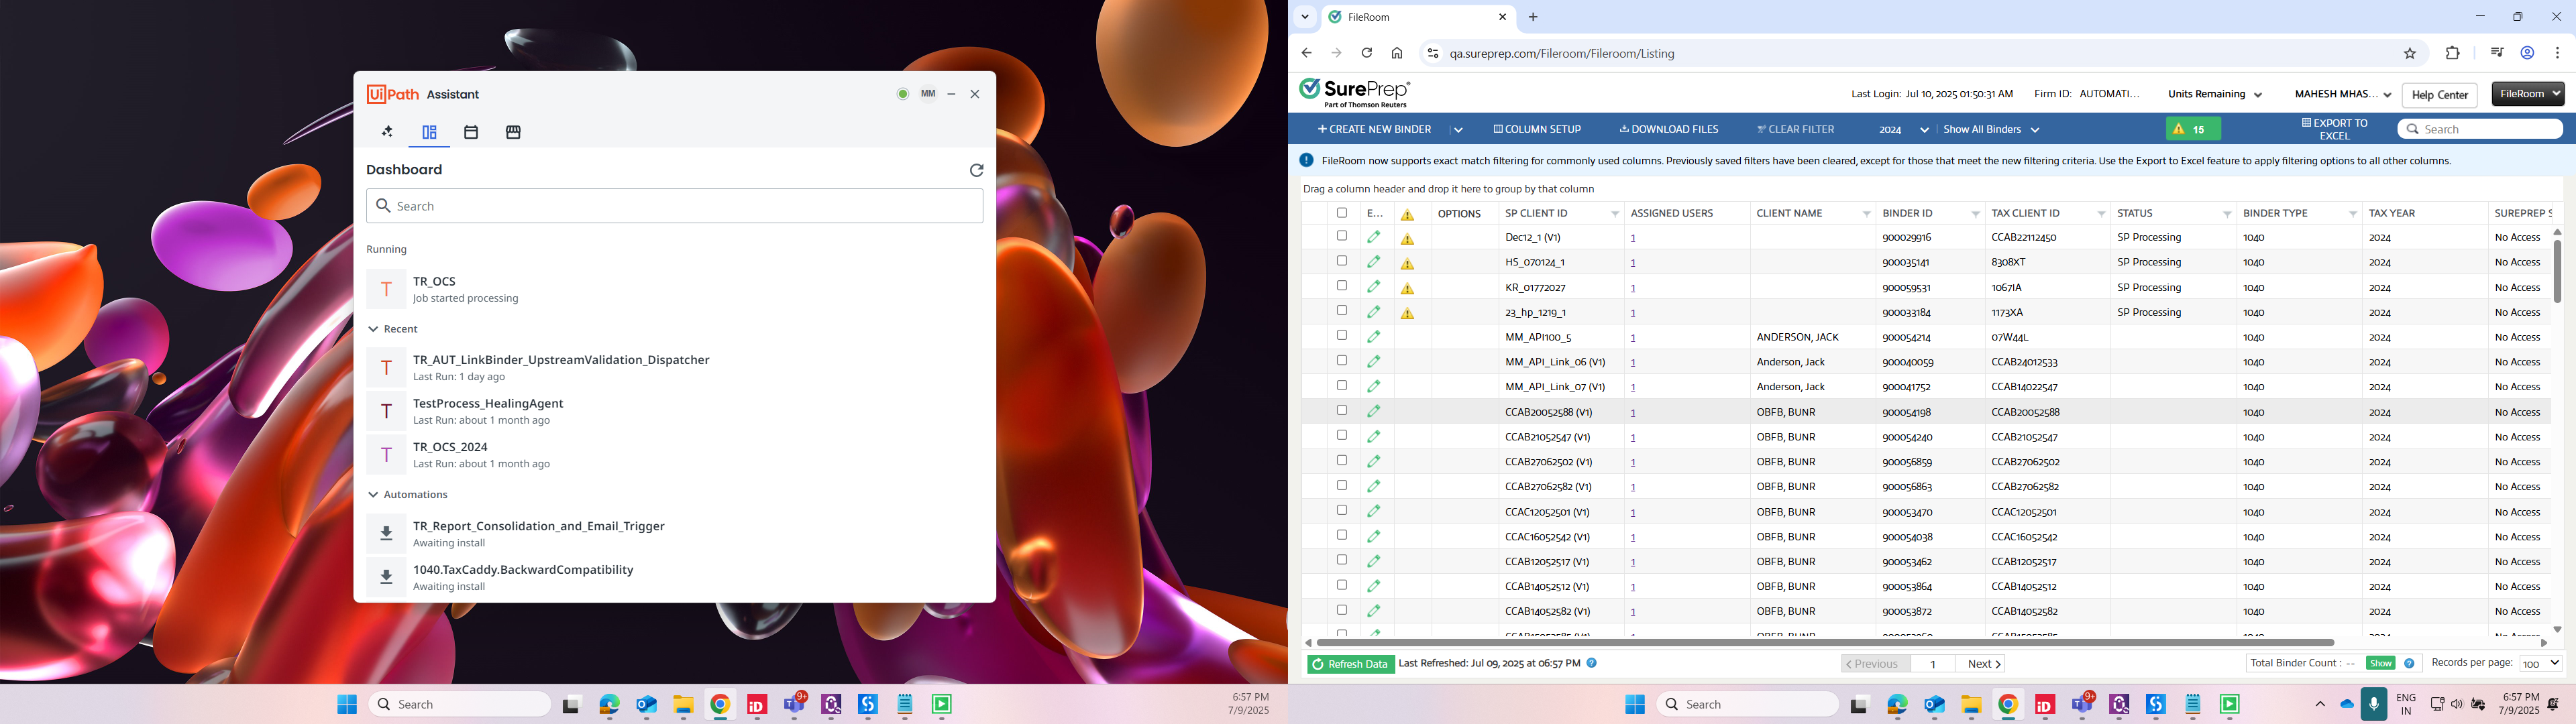 UiPath Assistant
MM
Dashboard
Search
Running
T
TR_OCS
Job started processing
Recent
T
TR_AUT_LinkBinder_UpstreamValidation_Dispatcher
Last Run: 1 day ago
T
TestProcess_HealingAgent
Last Run: about 1 month ago
T
TR_OCS_2024
Last Run: about 1 month ago
Automations
TR_Report_Consolidation_and_Email_Trigger
Awaiting install
1040.TaxCaddy.BackwardCompatibility
Awaiting install
Search
9+
6:57 PM
7/9/2025
FileRoom
qa.sureprep.com/Fileroom/Fileroom/Listing
SurePrep
Part of Thomson Reuters
Last Login: Jul 10, 2025 01:50:31 AM Firm ID: AUTOMATI... Units Remaining MAHESH MHAS... Help Center FileRoom
CREATE NEW BINDER COLUMN SETUP DOWNLOAD FILES CLEAR FILTER 2024 Show All Binders 15 EXPORT TO EXCEL Search
FileRoom now supports exact match filtering for commonly used columns. Previously saved filters have been cleared, except for those that meet the new filtering criteria. Use the Export to Excel feature to apply filtering options to all other columns.
Drag a column header and drop it here to group by that column
E... OPTIONS SP CLIENT ID ASSIGNED USERS CLIENT NAME BINDER ID TAX CLIENT ID STATUS BINDER TYPE TAX YEAR SUREPREP S
Dec12_1 (V1) 1 900029916 CCAB22112450 SP Processing 1040 2024 No Access
HS_070124_1 1 900035141 8308XT SP Processing 1040 2024 No Access
KR_01772027 1 900059531 1067IA SP Processing 1040 2024 No Access
23_hp_1219_1 1 900033184 1173XA SP Processing 1040 2024 No Access
MM_API100_5 1 ANDERSON, JACK 900054214 07W44L 1040 2024 No Access
MM_API_Link_06 (V1) 1 Anderson, Jack 900040059 CCAB24012533 1040 2024 No Access
MM_API_Link_07 (V1) 1 Anderson, Jack 900041752 CCAB14022547 1040 2024 No Access
CCAB20052588 (V1) 1 OBFB, BUNR 900054198 CCAB20052588 1040 2024 No Access
CCAB21052547 (V1) 1 OBFB, BUNR 900054240 CCAB21052547 1040 2024 No Access
CCAB27062502 (V1) 1 OBFB, BUNR 900056859 CCAB27062502 1040 2024 No Access
CCAB27062582 (V1) 1 OBFB, BUNR 900056863 CCAB27062582 1040 2024 No Access
CCAC12052501 (V1) 1 OBFB, BUNR 900053470 CCAC12052501 1040 2024 No Access
CCAC16052542 (V1) 1 OBFB, BUNR 900054038 CCAC16052542 1040 2024 No Access
CCAB12052517 (V1) 1 OBFB, BUNR 900053462 CCAB12052517 1040 2024 No Access
CCAB14052512 (V1) 1 OBFB, BUNR 900053864 CCAB14052512 1040 2024 No Access
CCAB14052582 (V1) 1 OBFB, BUNR 900053872 CCAB14052582 1040 2024 No Access
Refresh Data Last Refreshed: Jul 09, 2025 at 06:57 PM Previous 1 Next Total Binder Count : -- Show Records per page: 100
Search
9+
ENG
IN
6:57 PM
7/9/2025